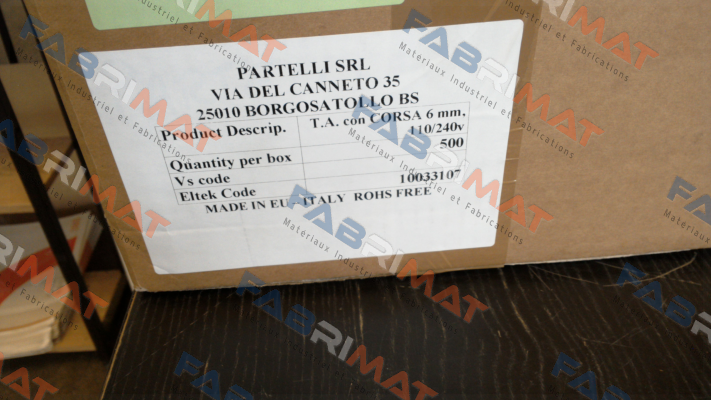 PARTELLI SRL
VIA DEL CANNETO 35
25010 BORGOSATOLLO BS
Product Descrip. T.A. con CORSA 6 mm,
110/240v
Quantity per box 500
Vs code
Eltek Code 10033107
MADE IN EU - ITALY ROHS FREE
FABRIMAT
Matériaux Industriel et Fabrications